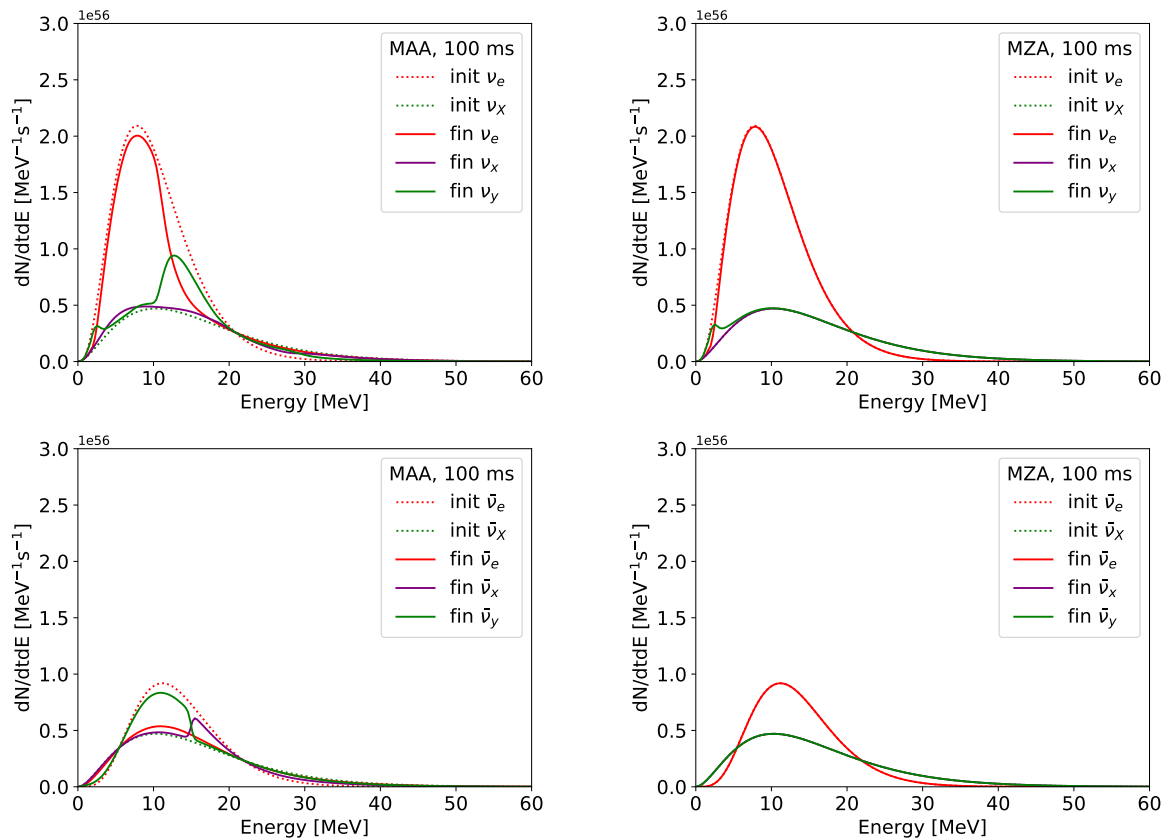 1e56
3.0
2.5
2.0
1.5
1.0
0.5
0.0
dN/dtdE [MeV⁻¹s⁻¹]
MAA, 100 ms
init νₑ
init ν_X
fin νₑ
fin νₓ
fin ν_y
0 10 20 30 40 50 60
Energy [MeV]
1e56
3.0
2.5
2.0
1.5
1.0
0.5
0.0
dN/dtdE [MeV⁻¹s⁻¹]
MZA, 100 ms
init νₑ
init ν_X
fin νₑ
fin νₓ
fin ν_y
0 10 20 30 40 50 60
Energy [MeV]
1e56
3.0
2.5
2.0
1.5
1.0
0.5
0.0
dN/dtdE [MeV⁻¹s⁻¹]
MAA, 100 ms
init ν̄ₑ
init ν̄_X
fin ν̄ₑ
fin ν̄ₓ
fin ν̄_y
0 10 20 30 40 50 60
Energy [MeV]
1e56
3.0
2.5
2.0
1.5
1.0
0.5
0.0
dN/dtdE [MeV⁻¹s⁻¹]
MZA, 100 ms
init ν̄ₑ
init ν̄_X
fin ν̄ₑ
fin ν̄ₓ
fin ν̄_y
0 10 20 30 40 50 60
Energy [MeV]